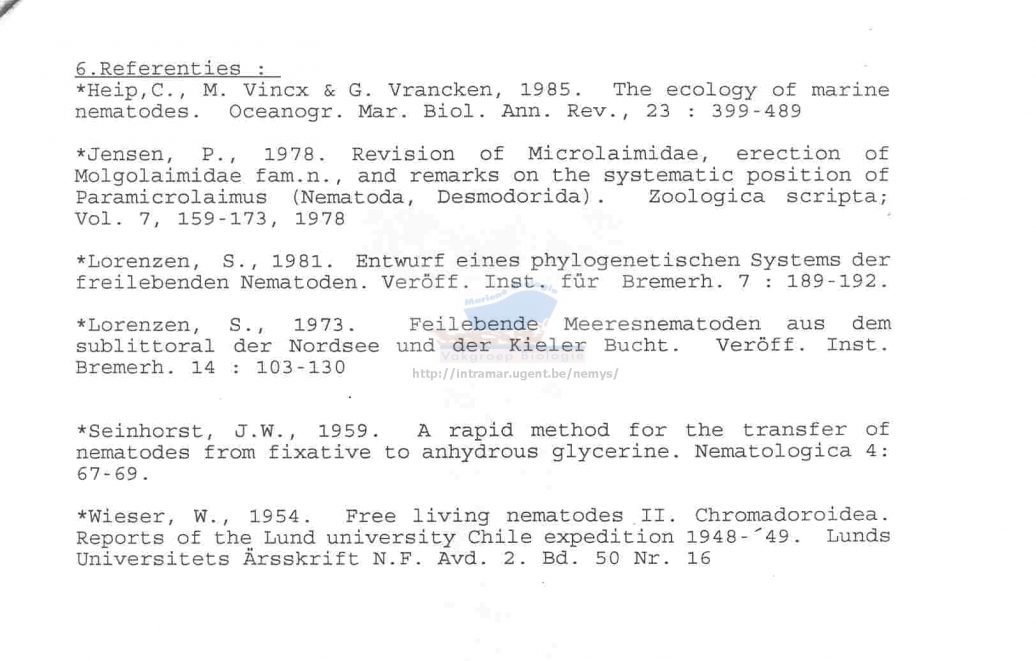 6.Referenties :
*Heip,C., M. Vincx & G. Vrancken, 1985. The ecology of marine
nematodes. Oceanogr. Mar. Biol. Ann. Rev., 23 : 399-489
*Jensen, P., 1978. Revision of Microlaimidae, erection of
Molgolaimidae fam.n., and remarks on the systematic position of
Paramicrolaimus (Nematoda, Desmodorida). Zoologica scripta;
Vol. 7, 159-173, 1978
*Lorenzen, S., 1981. Entwurf eines phylogenetischen Systems der
freilebenden Nematoden. Veröff. Inst. für Bremerh. 7 : 189-192.
*Lorenzen, S., 1973. Feilebende Meeresnematoden aus dem
sublittoral der Nordsee und der Kieler Bucht. Veröff. Inst.
Bremerh. 14 : 103-130
Vakgroep Biologie
http://intramar.ugent.be/nemys/
*Seinhorst, J.W., 1959. A rapid method for the transfer of
nematodes from fixative to anhydrous glycerine. Nematologica 4:
67-69.
*Wieser, W., 1954. Free living nematodes II. Chromadoroidea.
Reports of the Lund university Chile expedition 1948-´49. Lunds
Universitets Ärsskrift N.F. Avd. 2. Bd. 50 Nr. 16